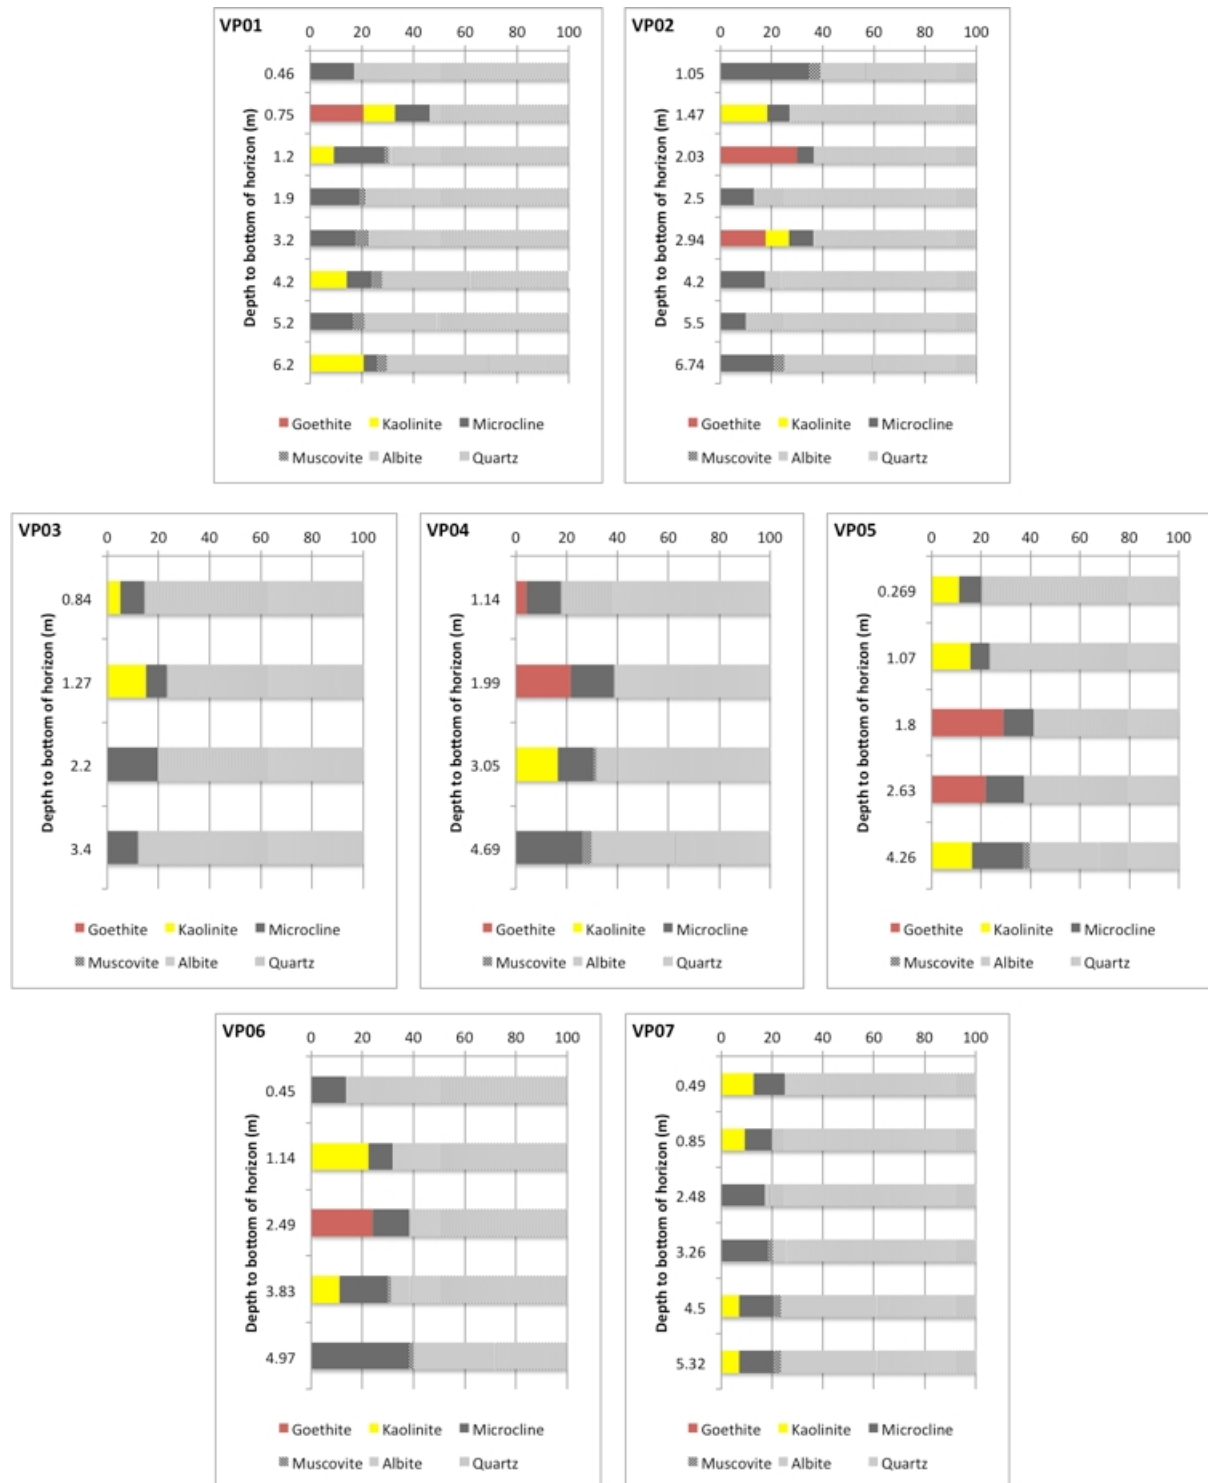 VP01
0 20 40 60 80 100
Depth to bottom of horizon (m)
0.46
0.75
1.2
1.9
3.2
4.2
5.2
6.2
Goethite Kaolinite Microcline
Muscovite Albite Quartz
VP02
0 20 40 60 80 100
Depth to bottom of horizon (m)
1.05
1.47
2.03
2.5
2.94
4.2
5.5
6.74
Goethite Kaolinite Microcline
Muscovite Albite Quartz
VP03
0 20 40 60 80 100
Depth to bottom of horizon (m)
0.84
1.27
2.2
3.4
Goethite Kaolinite Microcline
Muscovite Albite Quartz
VP04
0 20 40 60 80 100
Depth to bottom of horizon (m)
1.14
1.99
3.05
4.69
Goethite Kaolinite Microcline
Muscovite Albite Quartz
VP05
0 20 40 60 80 100
Depth to bottom of horizon (m)
0.269
1.07
1.8
2.63
4.26
Goethite Kaolinite Microcline
Muscovite Albite Quartz
VP06
0 20 40 60 80 100
Depth to bottom of horizon (m)
0.45
1.14
2.49
3.83
4.97
Goethite Kaolinite Microcline
Muscovite Albite Quartz
VP07
0 20 40 60 80 100
Depth to bottom of horizon (m)
0.49
0.85
2.48
3.26
4.5
5.32
Goethite Kaolinite Microcline
Muscovite Albite Quartz